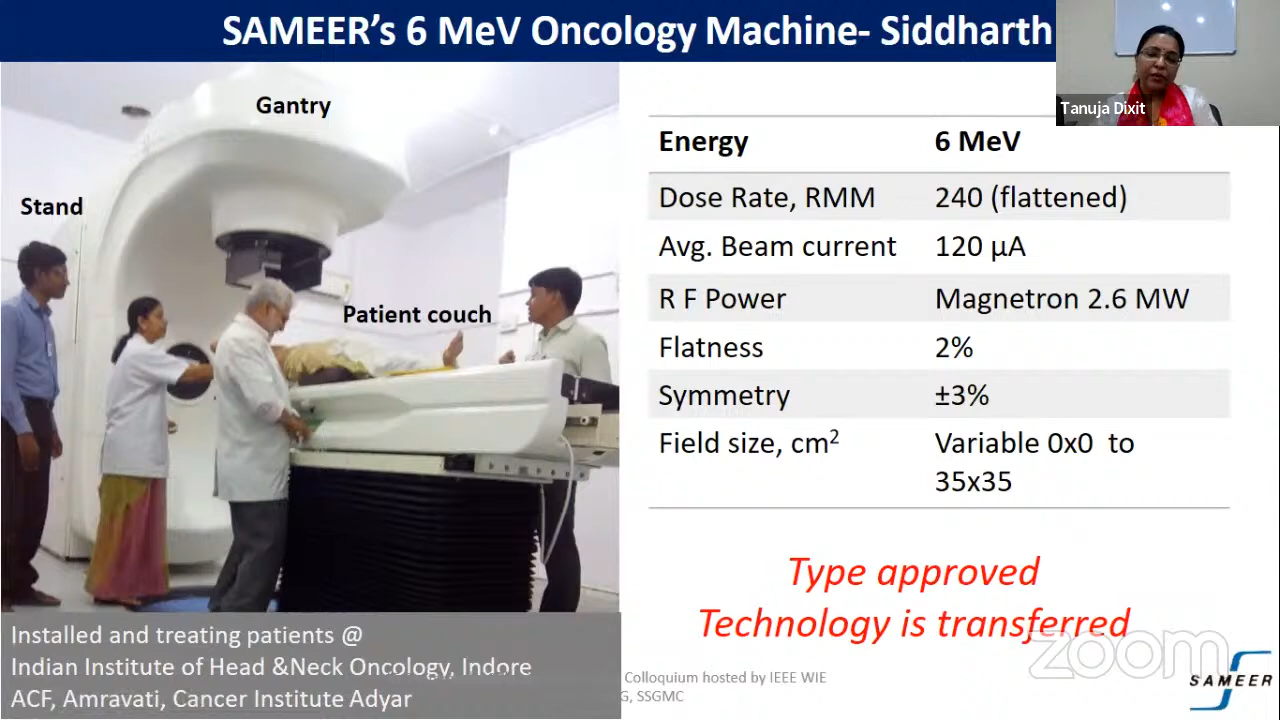 SAMEER's 6 MeV Oncology Machine- Siddharth
Tanuja Dixit
Gantry
Stand
Patient couch
Energy 6 MeV
Dose Rate, RMM 240 (flattened)
Avg. Beam current 120 µA
R F Power Magnetron 2.6 MW
Flatness 2%
Symmetry ±3%
Field size, cm² Variable 0x0 to
35x35
Type approved
Technology is transferred
Installed and treating patients @
Indian Institute of Head &Neck Oncology, Indore
ACF, Amravati, Cancer Institute Adyar
Colloquium hosted by IEEE WIE
, SSGMC
zoom
SAMEER